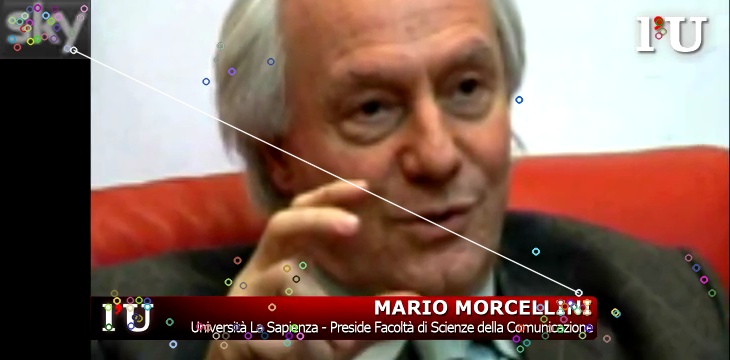 sky
l'U
MARIO MORCELLINI
l'U
Università La Sapienza - Preside Facoltà di Scienze della Comunicazione